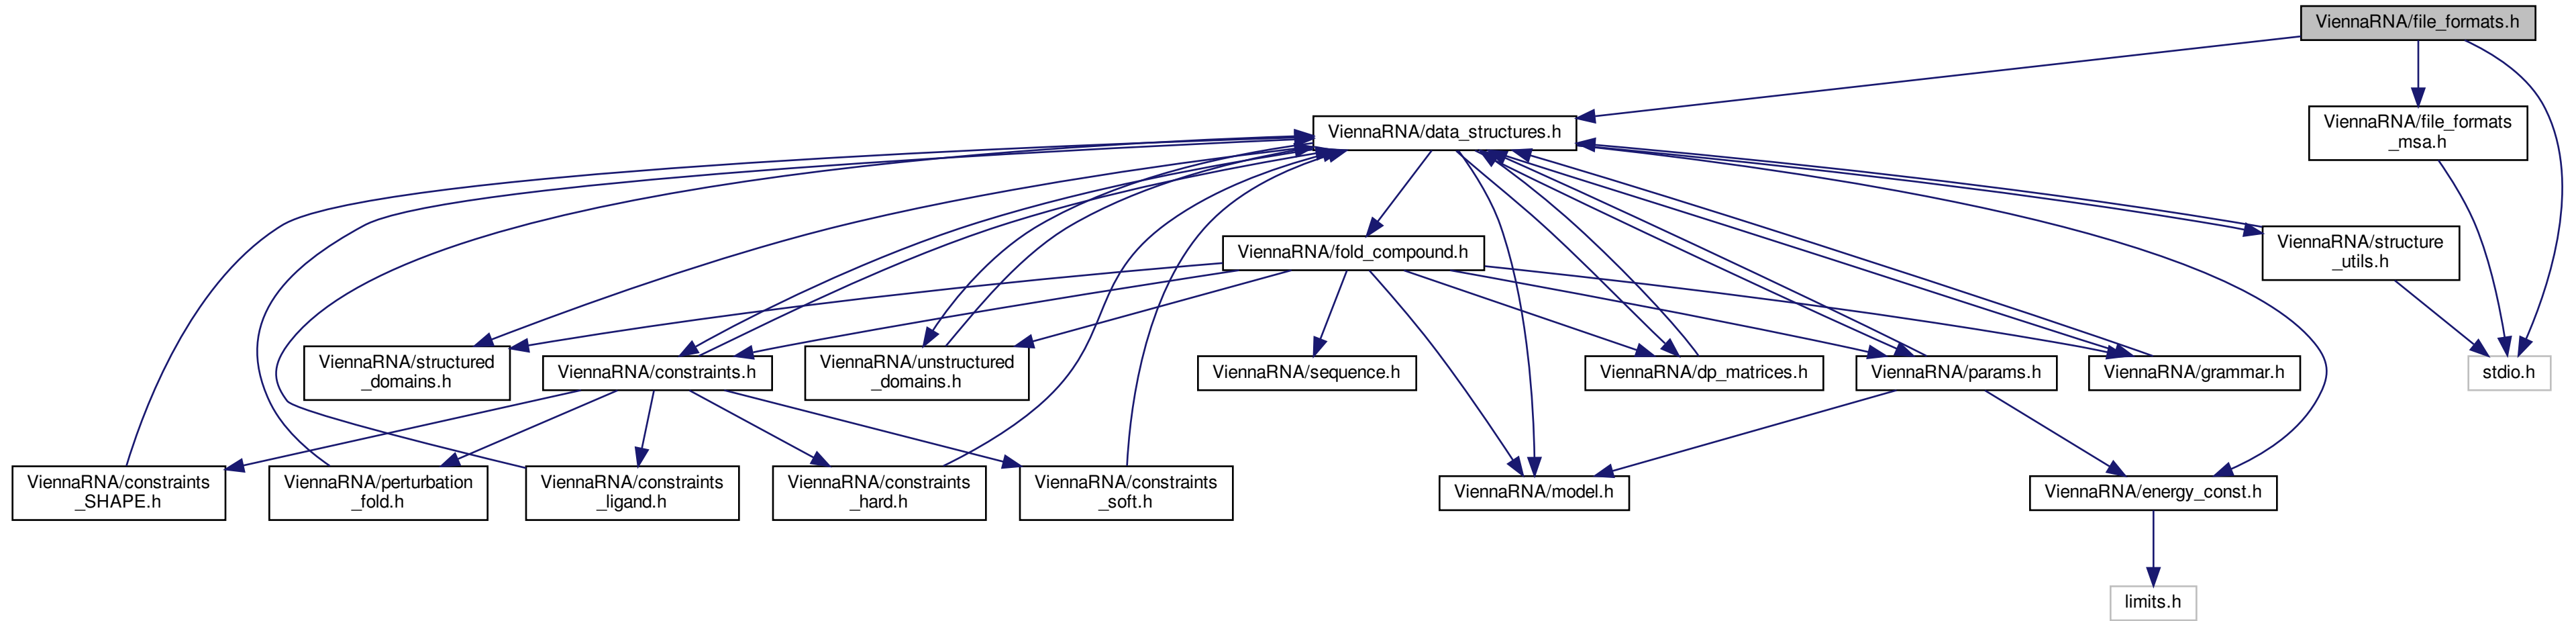 ViennaRNA/file_formats.h
ViennaRNA/data_structures.h
ViennaRNA/file_formats
_msa.h
ViennaRNA/fold_compound.h
ViennaRNA/structure
_utils.h
ViennaRNA/structured
_domains.h
ViennaRNA/constraints.h
ViennaRNA/unstructured
_domains.h
ViennaRNA/sequence.h
ViennaRNA/dp_matrices.h
ViennaRNA/params.h
ViennaRNA/grammar.h
stdio.h
ViennaRNA/constraints
_SHAPE.h
ViennaRNA/perturbation
_fold.h
ViennaRNA/constraints
_ligand.h
ViennaRNA/constraints
_hard.h
ViennaRNA/constraints
_soft.h
ViennaRNA/model.h
ViennaRNA/energy_const.h
limits.h